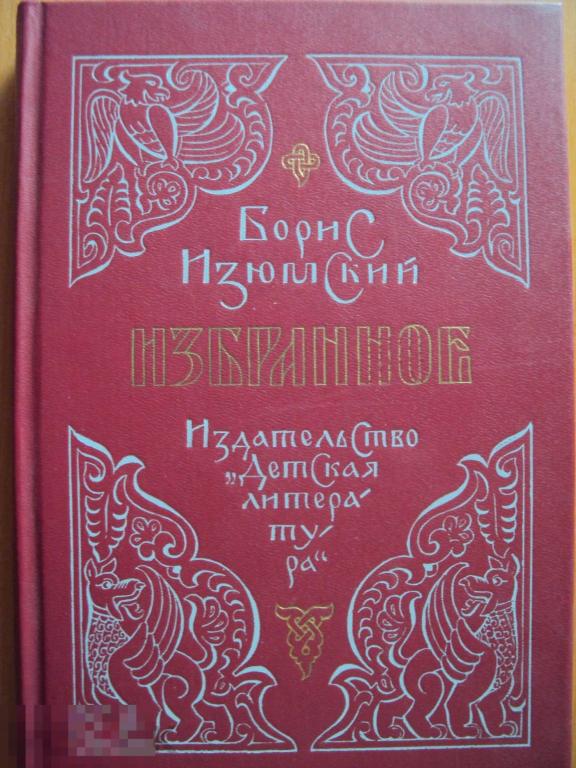 Борис
Изюмский
ИЗБРАННОЕ
Издательство
„Детская
литера-
ту-
ра“